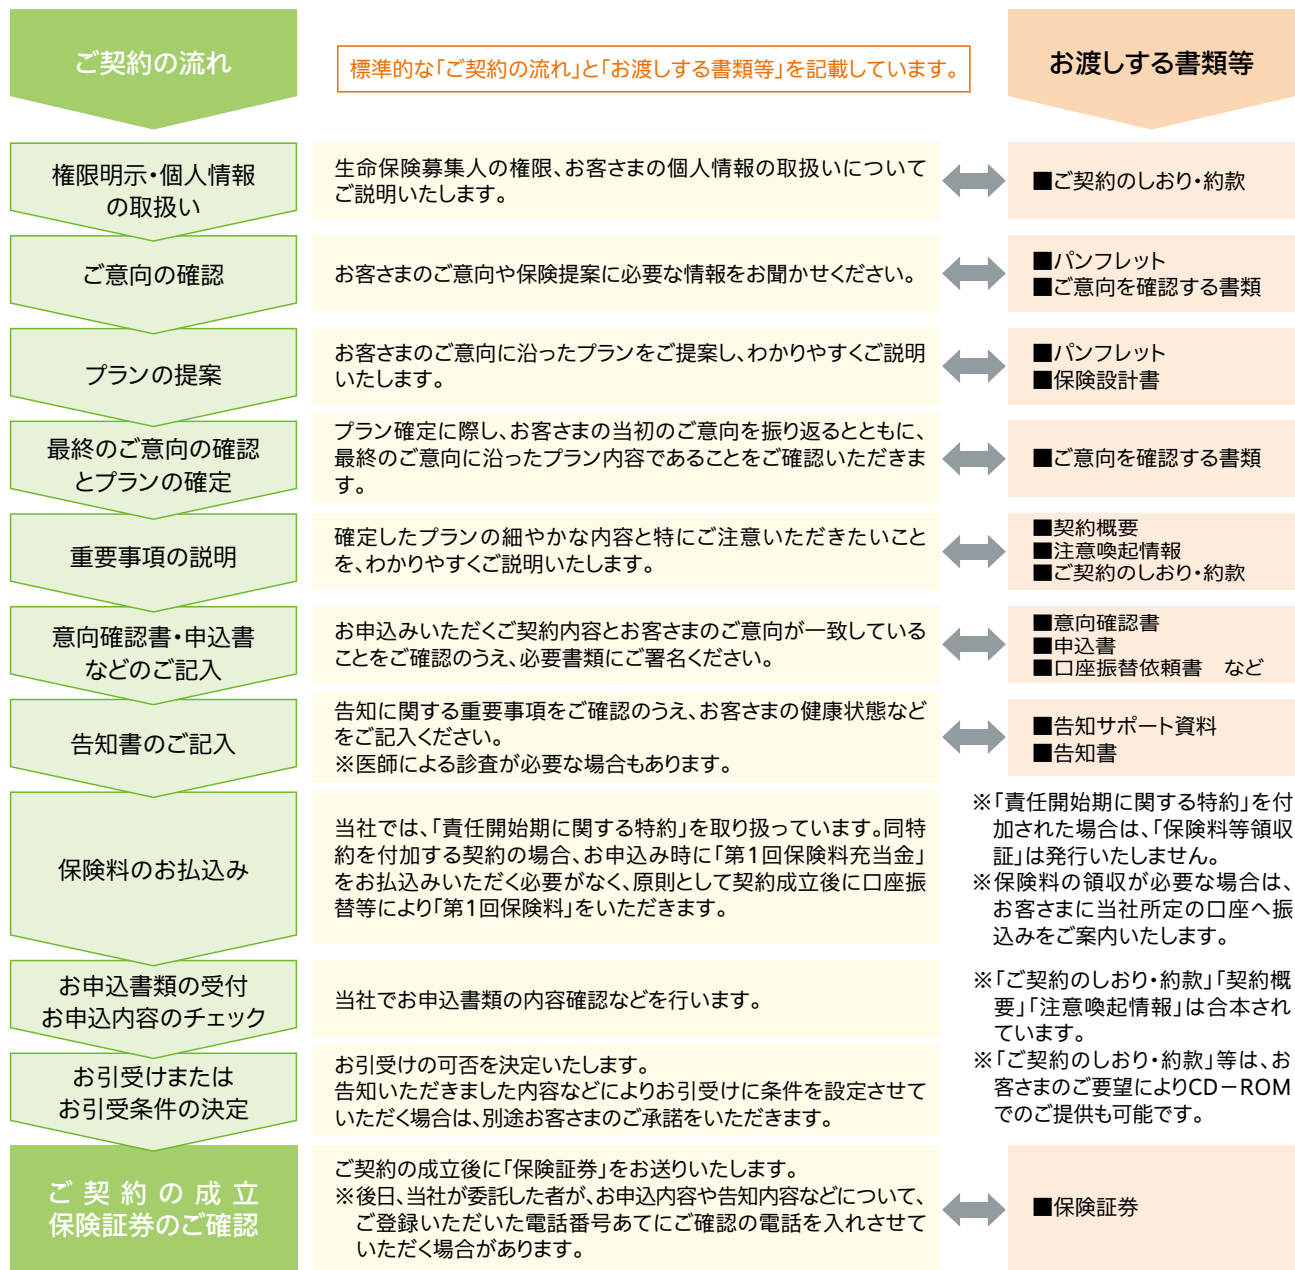 ご契約の流れ
標準的な「ご契約の流れ」と「お渡しする書類等」を記載しています。
お渡しする書類等
権限明示・個人情報
の取扱い
生命保険募集人の権限、お客さまの個人情報の取扱いについて
ご説明いたします。
■ご契約のしおり・約款
ご意向の確認
お客さまのご意向や保険提案に必要な情報をお聞かせください。
■パンフレット
■ご意向を確認する書類
プランの提案
お客さまのご意向に沿ったプランをご提案し、わかりやすくご説明
いたします。
■パンフレット
■保険設計書
最終のご意向の確認
とプランの確定
プラン確定に際し、お客さまの当初のご意向を振り返るとともに、
最終のご意向に沿ったプラン内容であることをご確認いただきま
す。
■ご意向を確認する書類
重要事項の説明
確定したプランの細やかな内容と特にご注意いただきたいこと
を、わかりやすくご説明いたします。
■契約概要
■注意喚起情報
■ご契約のしおり・約款
意向確認書・申込書
などのご記入
お申込みいただくご契約内容とお客さまのご意向が一致している
ことをご確認のうえ、必要書類にご署名ください。
■意向確認書
■申込書
■口座振替依頼書　など
告知書のご記入
告知に関する重要事項をご確認のうえ、お客さまの健康状態など
をご記入ください。
※医師による診査が必要な場合もあります。
■告知サポート資料
■告知書
保険料のお払込み
当社では、「責任開始期に関する特約」を取り扱っています。同特
約を付加する契約の場合、お申込み時に「第1回保険料充当金」
をお払込みいただく必要がなく、原則として契約成立後に口座振
替等により「第1回保険料」をいただきます。
※「責任開始期に関する特約」を付
加された場合は、「保険料等領収
証」は発行いたしません。
※保険料の領収が必要な場合は、
お客さまに当社所定の口座へ振
込みをご案内いたします。
お申込書類の受付
お申込内容のチェック
当社でお申込書類の内容確認などを行います。
※「ご契約のしおり・約款」「契約概
要」「注意喚起情報」は合本され
ています。
※「ご契約のしおり・約款」等は、お
客さまのご要望によりCD－ROM
でのご提供も可能です。
お引受けまたは
お引受条件の決定
お引受けの可否を決定いたします。
告知いただきました内容などによりお引受けに条件を設定させて
いただく場合は、別途お客さまのご承諾をいただきます。
ご契約の成立
保険証券のご確認
ご契約の成立後に「保険証券」をお送りいたします。
※後日、当社が委託した者が、お申込内容や告知内容などについて、
ご登録いただいた電話番号あてにご確認の電話を入れさせて
いただく場合があります。
■保険証券